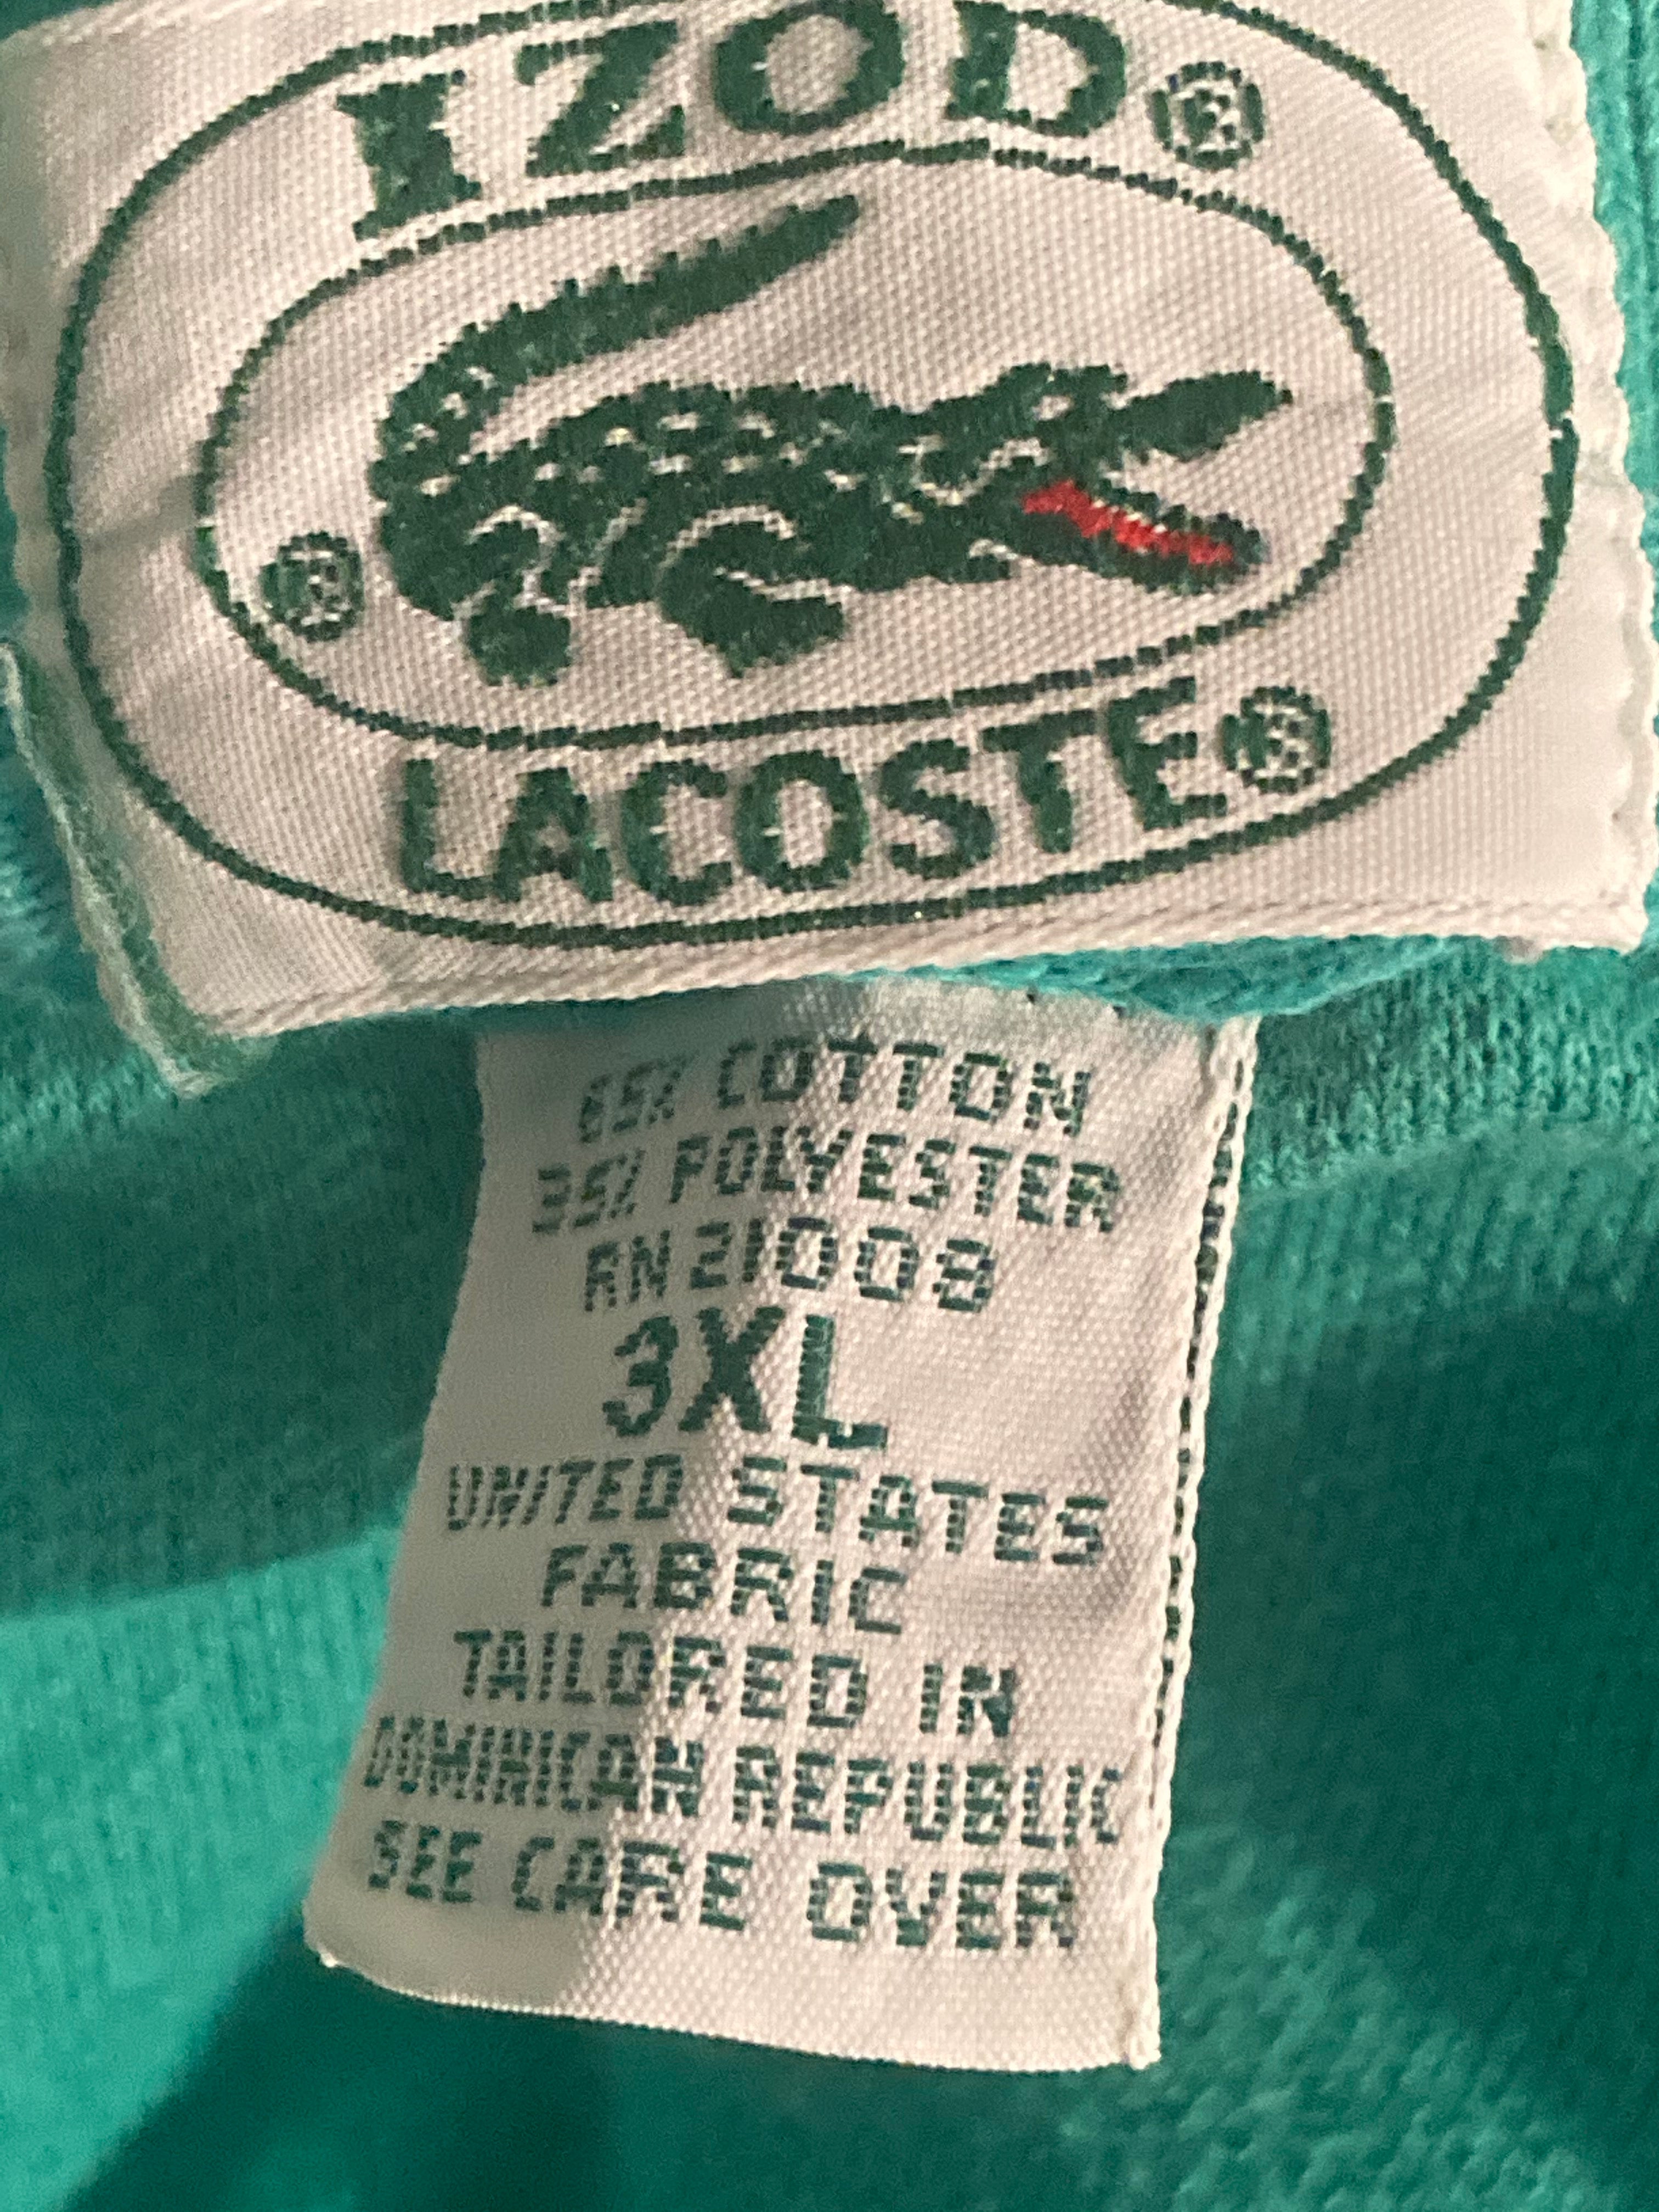 IZOD®
®
LACOSTE®
65% COTTON
35% POLYESTER
RN 21008
3XL
UNITED STATES
FABRIC
TAILORED IN
DOMINICAN REPUBLIC
SEE CARE OVER